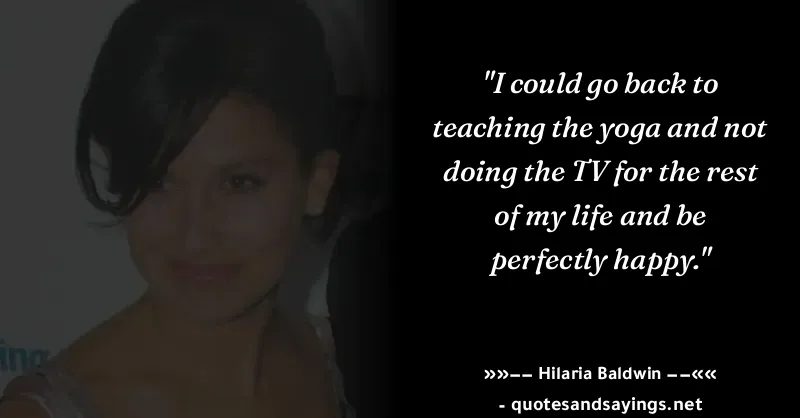 "I could go back to
teaching the yoga and not
doing the TV for the rest
of my life and be
perfectly happy."
»»—— Hilaria Baldwin ——««
- quotesandsayings.net
ing